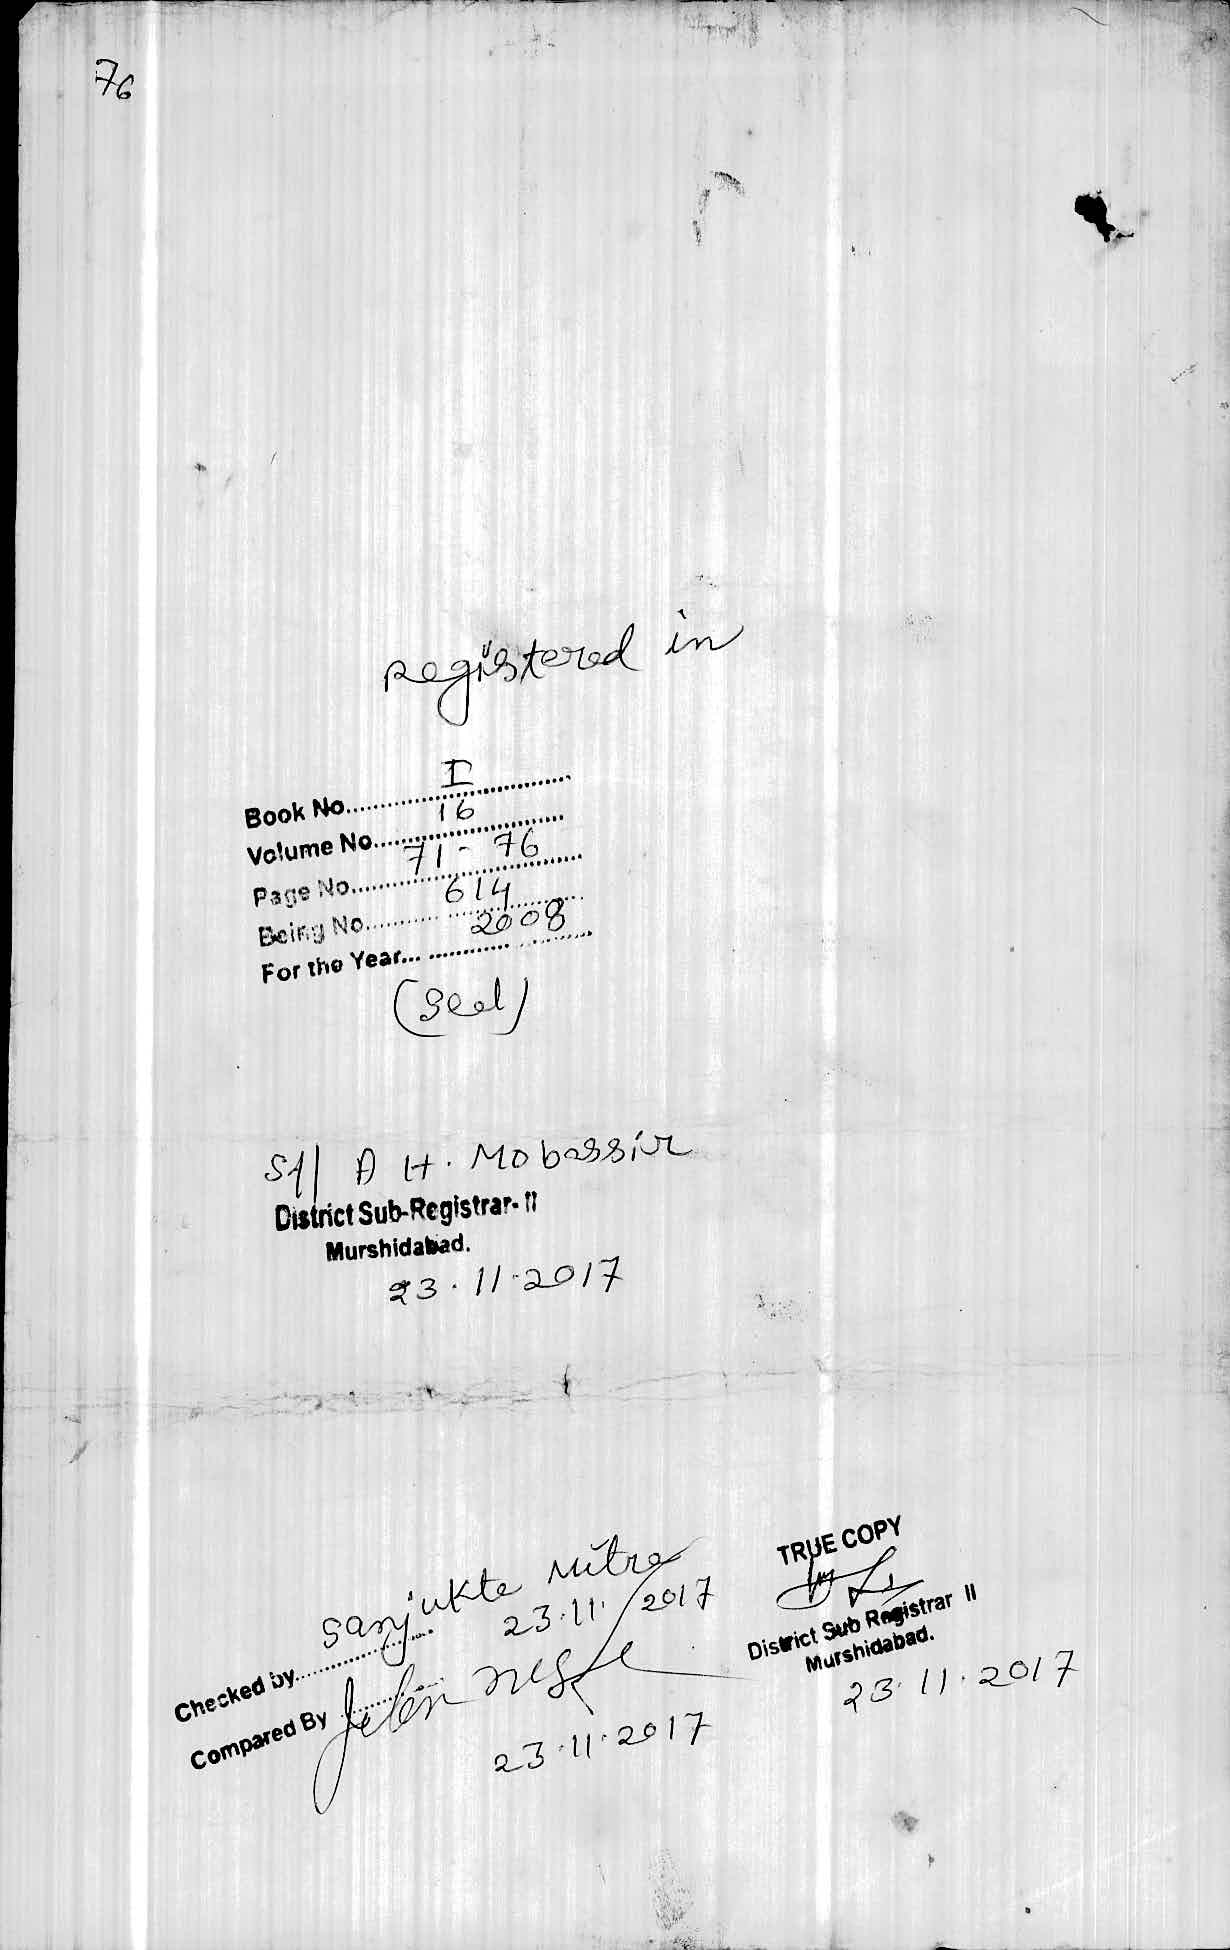 76
registered in
Book No. I
Volume No. 16
Page No. 71 - 76
Being No. 614
For the Year... 2008
(Seal)
Sd/ A H. Mobassir
District Sub-Registrar- II
Murshidabad.
23.11.2017
Checked by Sanjukta Mitra
23.11.2017
Compared By
23.11.2017
TRUE COPY
District Sub Registrar II
Murshidabad.
23.11.2017